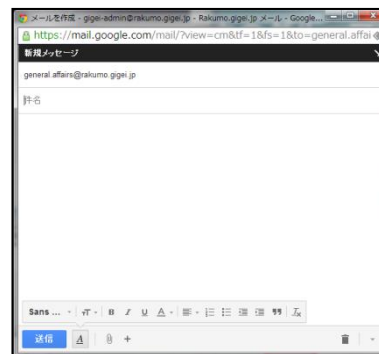 メールを作成 - gigei-admin@rakumo.gigei.jp - Rakumo.gigei.jp メール - Google...
https://mail.google.com/mail/?view=cm&tf=1&fs=1&to=general.affai
新規メッセージ
general.affairs@rakumo.gigei.jp
件名
Sans ...
送信